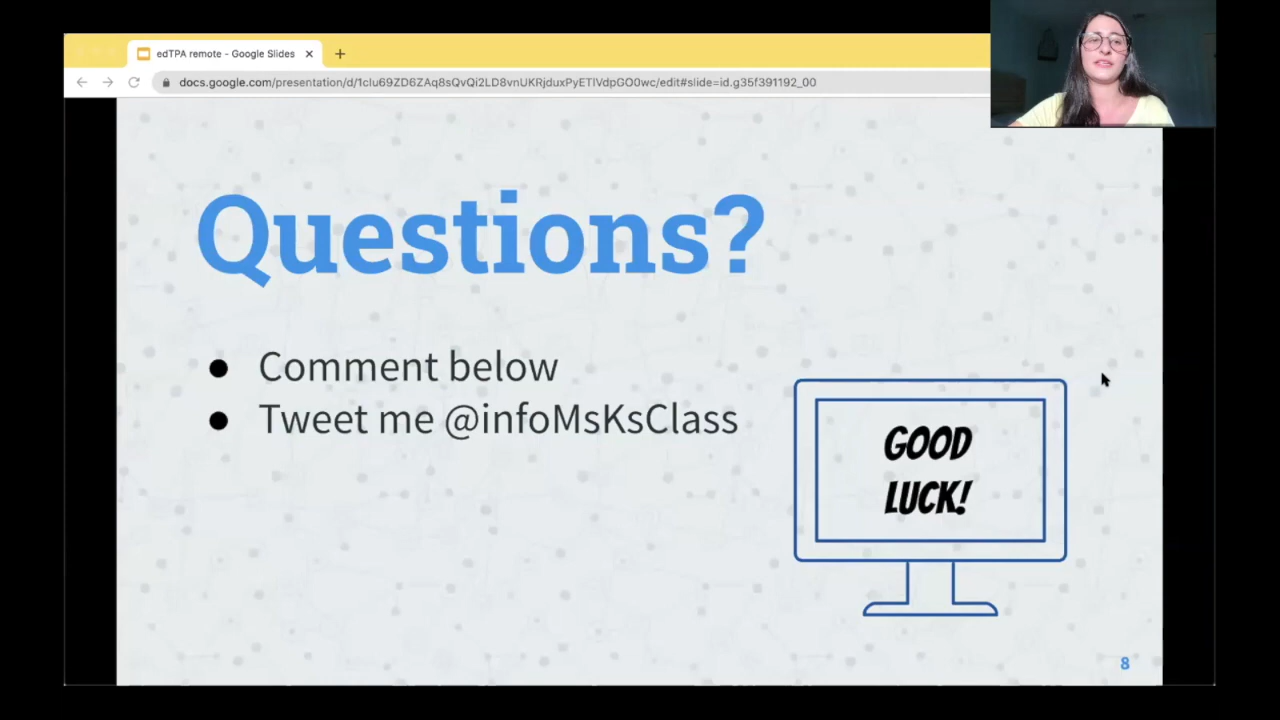 edTPA remote - Google Slides
docs.google.com/presentation/d/1clu69ZD6ZAq8sQvQi2LD8vnUKRjduxPyETlVdpGO0wc/edit#slide=id.g35f391192_00
Questions?
● Comment below
● Tweet me @infoMsKsClass
GOOD
LUCK!
8